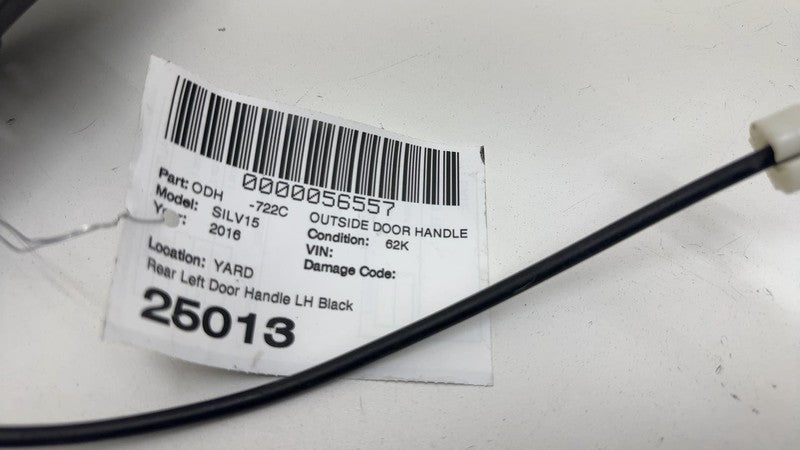 0000056557
Part: ODH -722C OUTSIDE DOOR HANDLE
Model: SILV15 Condition: 62K
Year: 2016 VIN:
Damage Code:
Location: YARD
Rear Left Door Handle LH Black
25013